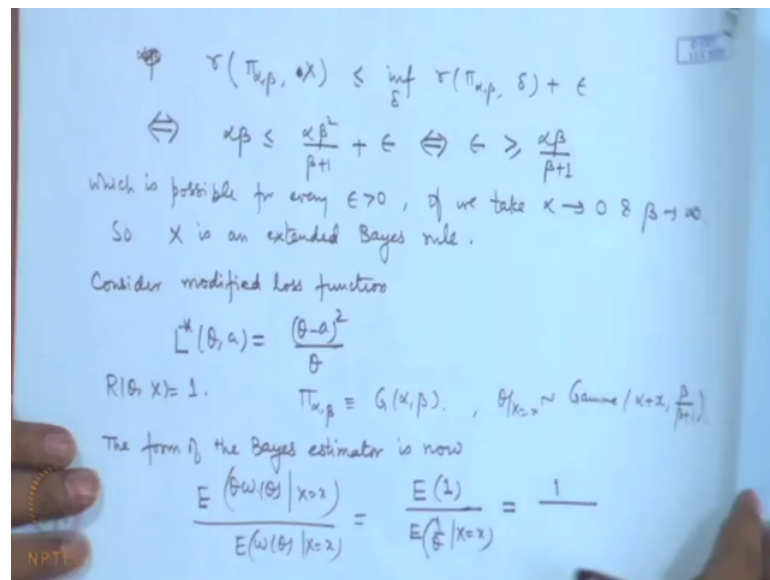 r(π_{α,β}, X) ≤ inf_δ r(π_{α,β}, δ) + ε
⇔ αβ ≤ αβ²/(β+1) + ε ⇔ ε ≥ αβ/(β+1)
which is possible for every ε>0, if we take α→0 & β→∞.
So X is an extended Bayes rule.
Consider modified loss function
L*(θ,a) = (θ-a)²/θ
R(θ, X)= 1. π_{α,β} ≡ G(α,β). , θ|x=x ~ Gamma(α+x, β/(β+1)).
The form of the Bayes estimator is now
E(θw(θ)|X=x)/E(w(θ)|X=x) = E(1)/E(1/θ|X=x) = 1/
NPTEL